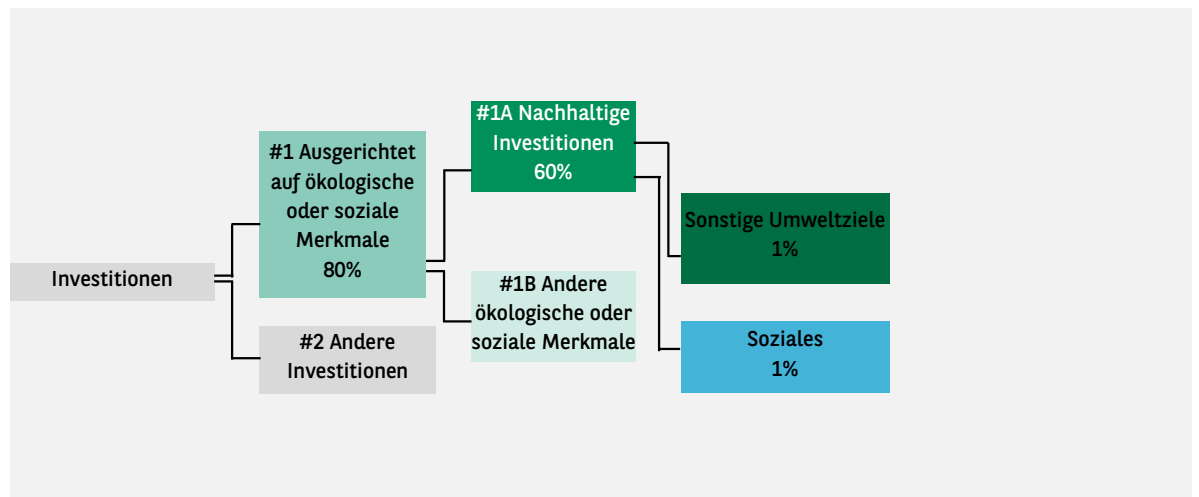 Investitionen
#1 Ausgerichtet
auf ökologische
oder soziale
Merkmale
80%
#2 Andere
Investitionen
#1A Nachhaltige
Investitionen
60%
#1B Andere
ökologische oder
soziale Merkmale
Sonstige Umweltziele
1%
Soziales
1%